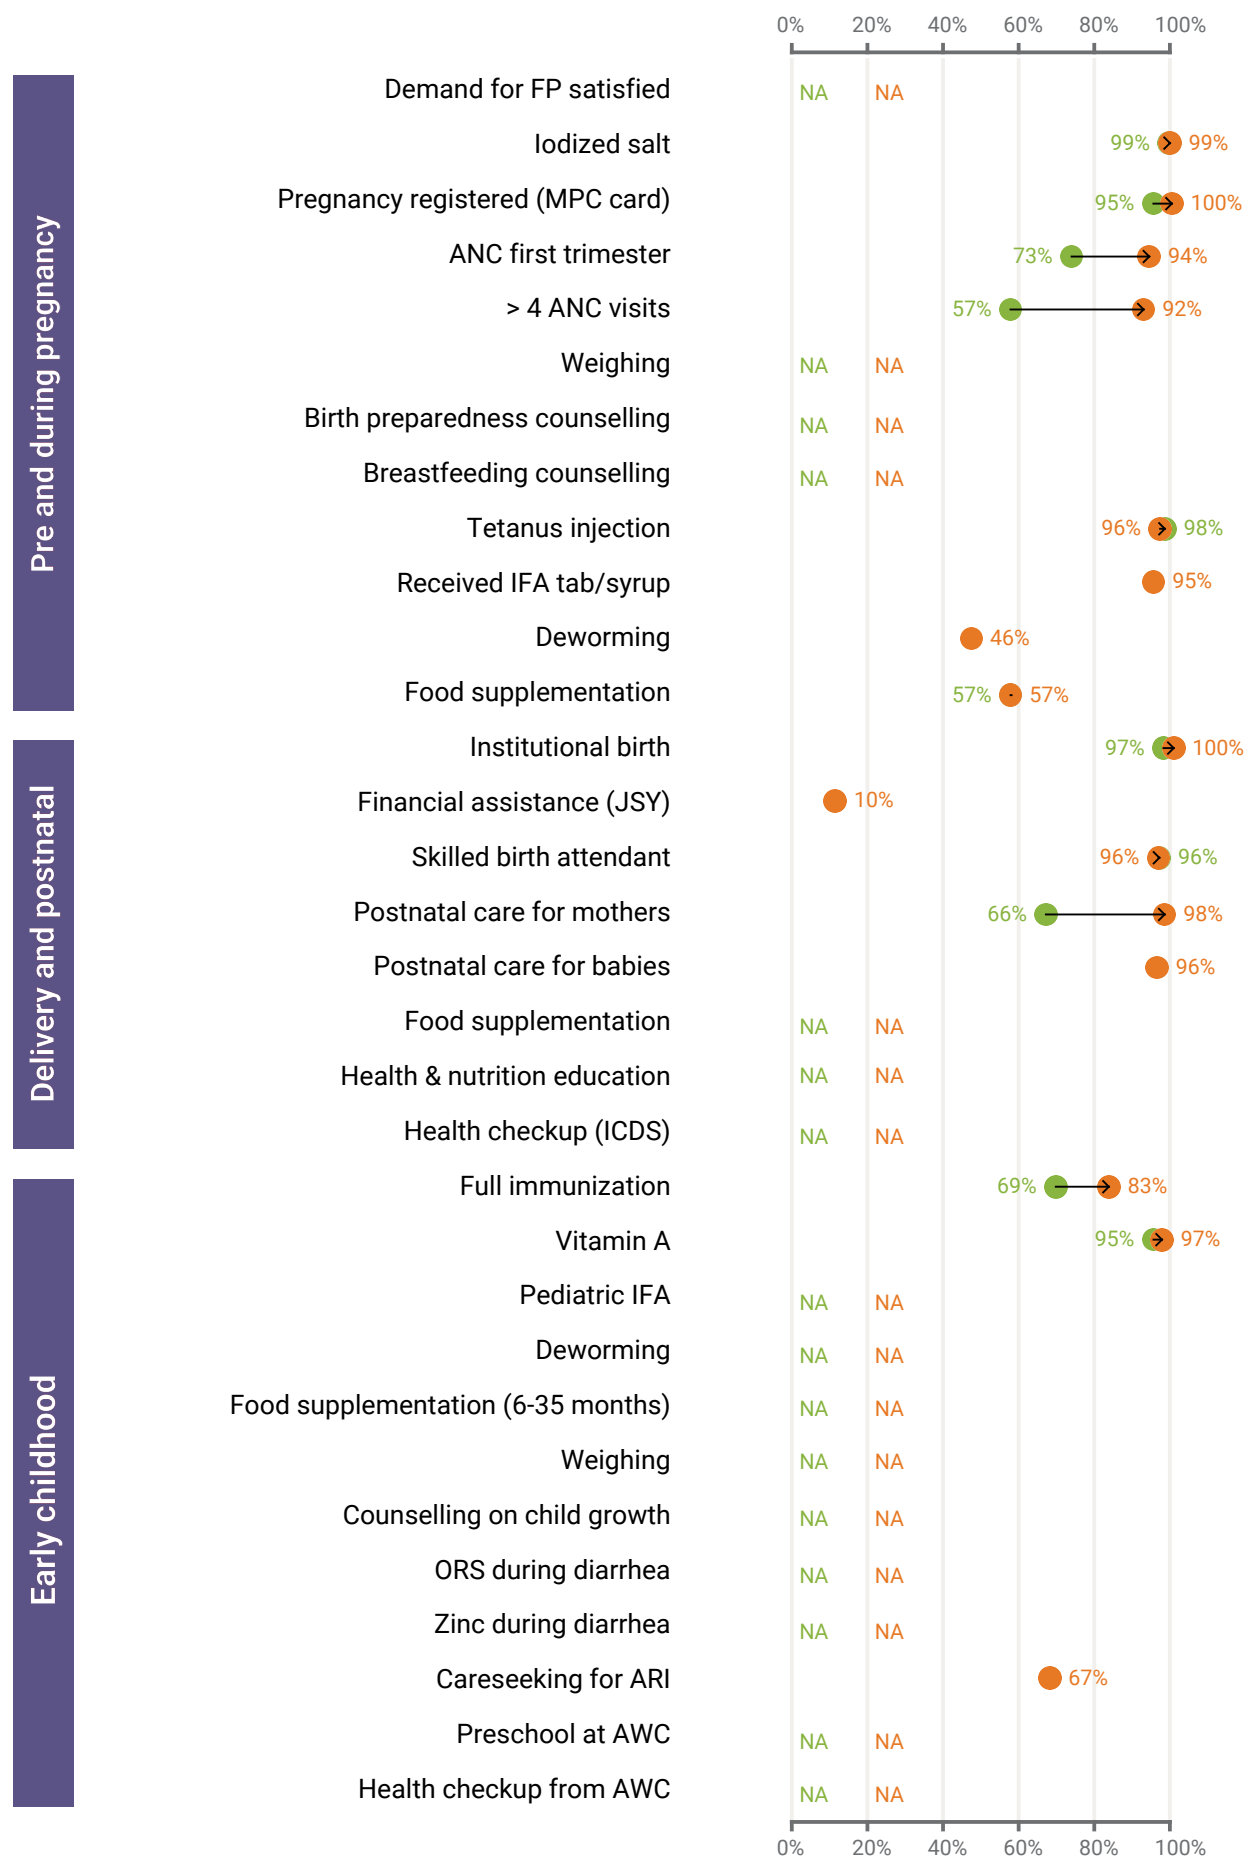 0% 20% 40% 60% 80% 100%
Pre and during pregnancy
Demand for FP satisfied NA NA
Iodized salt 99% 99%
Pregnancy registered (MPC card) 95% 100%
ANC first trimester 73% 94%
> 4 ANC visits 57% 92%
Weighing NA NA
Birth preparedness counselling NA NA
Breastfeeding counselling NA NA
Tetanus injection 96% 98%
Received IFA tab/syrup 95%
Deworming 46%
Food supplementation 57% 57%
Delivery and postnatal
Institutional birth 97% 100%
Financial assistance (JSY) 10%
Skilled birth attendant 96% 96%
Postnatal care for mothers 66% 98%
Postnatal care for babies 96%
Food supplementation NA NA
Health & nutrition education NA NA
Health checkup (ICDS) NA NA
Early childhood
Full immunization 69% 83%
Vitamin A 95% 97%
Pediatric IFA NA NA
Deworming NA NA
Food supplementation (6-35 months) NA NA
Weighing NA NA
Counselling on child growth NA NA
ORS during diarrhea NA NA
Zinc during diarrhea NA NA
Careseeking for ARI 67%
Preschool at AWC NA NA
Health checkup from AWC NA NA
0% 20% 40% 60% 80% 100%